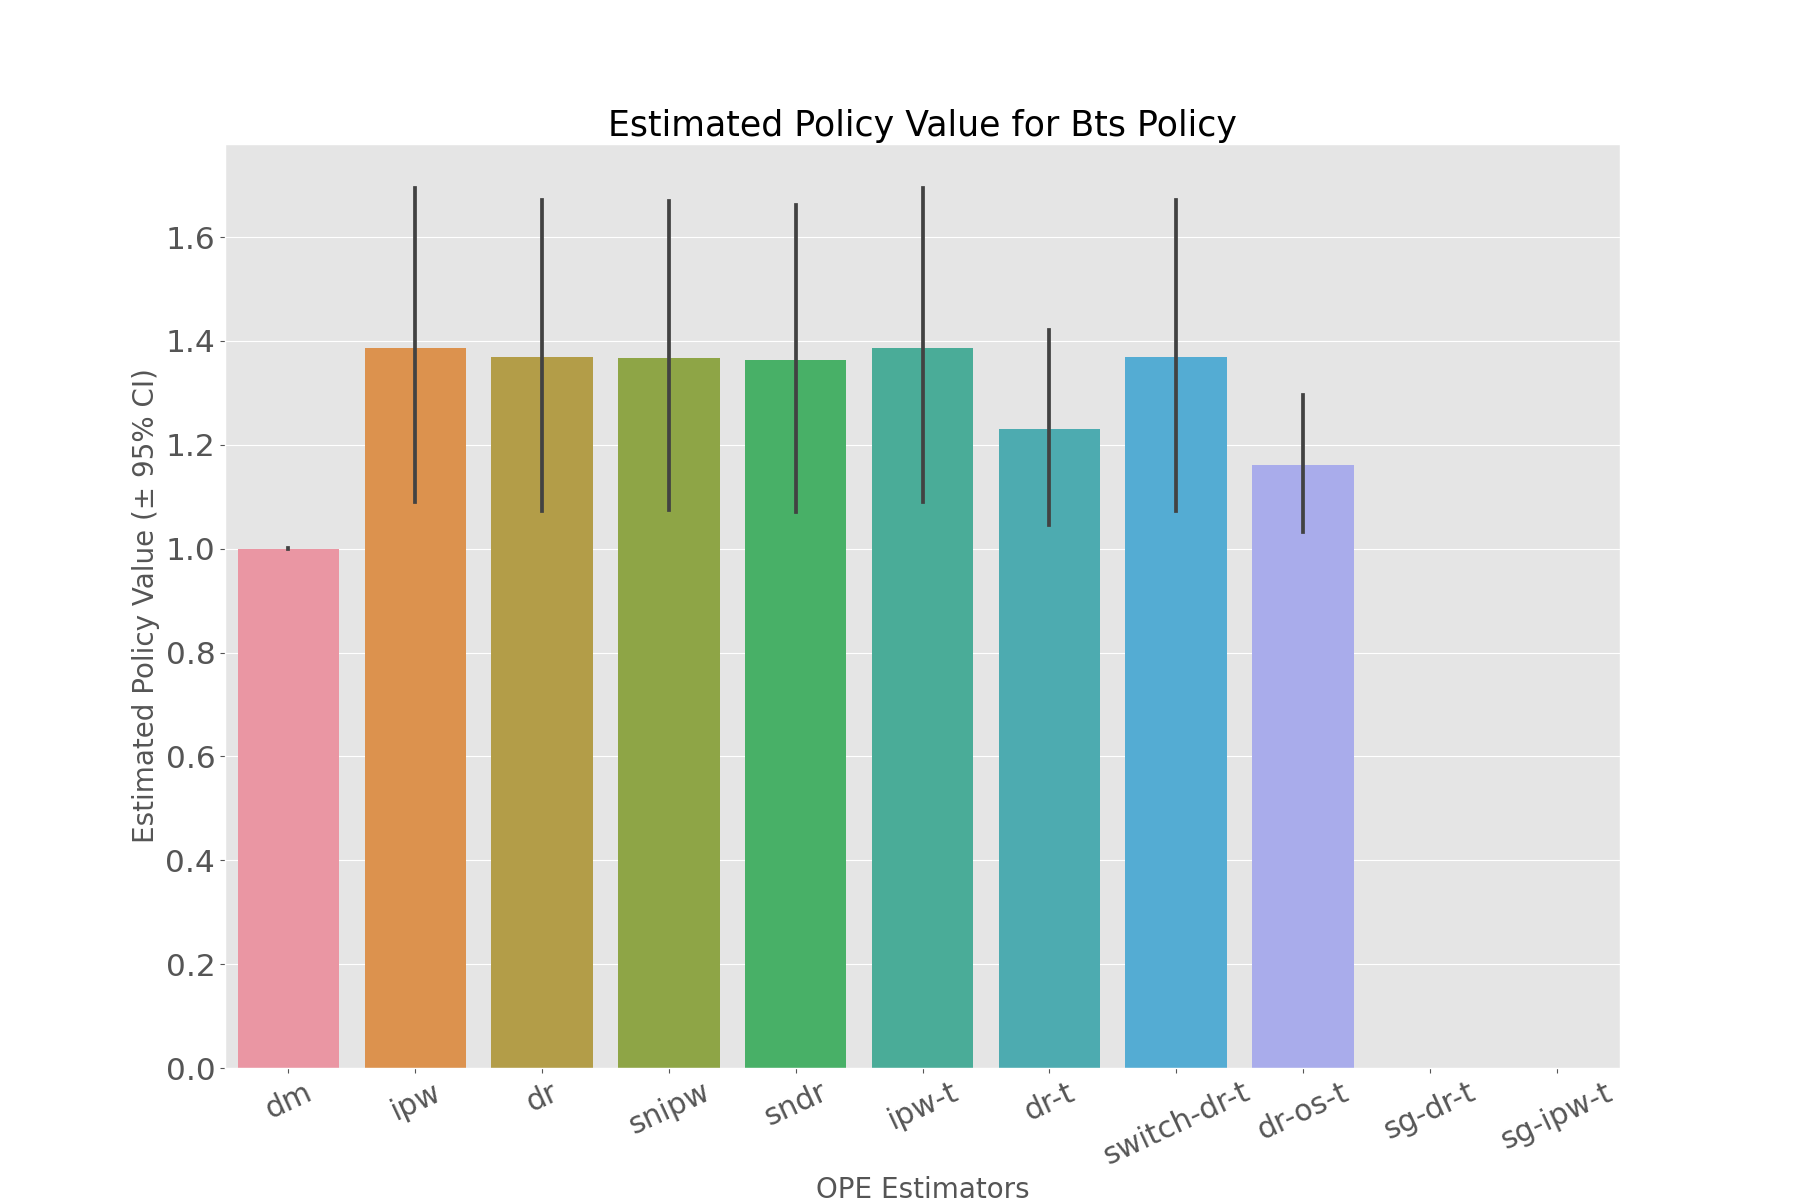 Estimated Policy Value for Bts Policy
Estimated Policy Value (± 95% CI)
1.6
1.4
1.2
1.0
0.8
0.6
0.4
0.2
0.0
dm
ipw
dr
snipw
sndr
ipw-t
dr-t
switch-dr-t
dr-os-t
sg-dr-t
sg-ipw-t
OPE Estimators